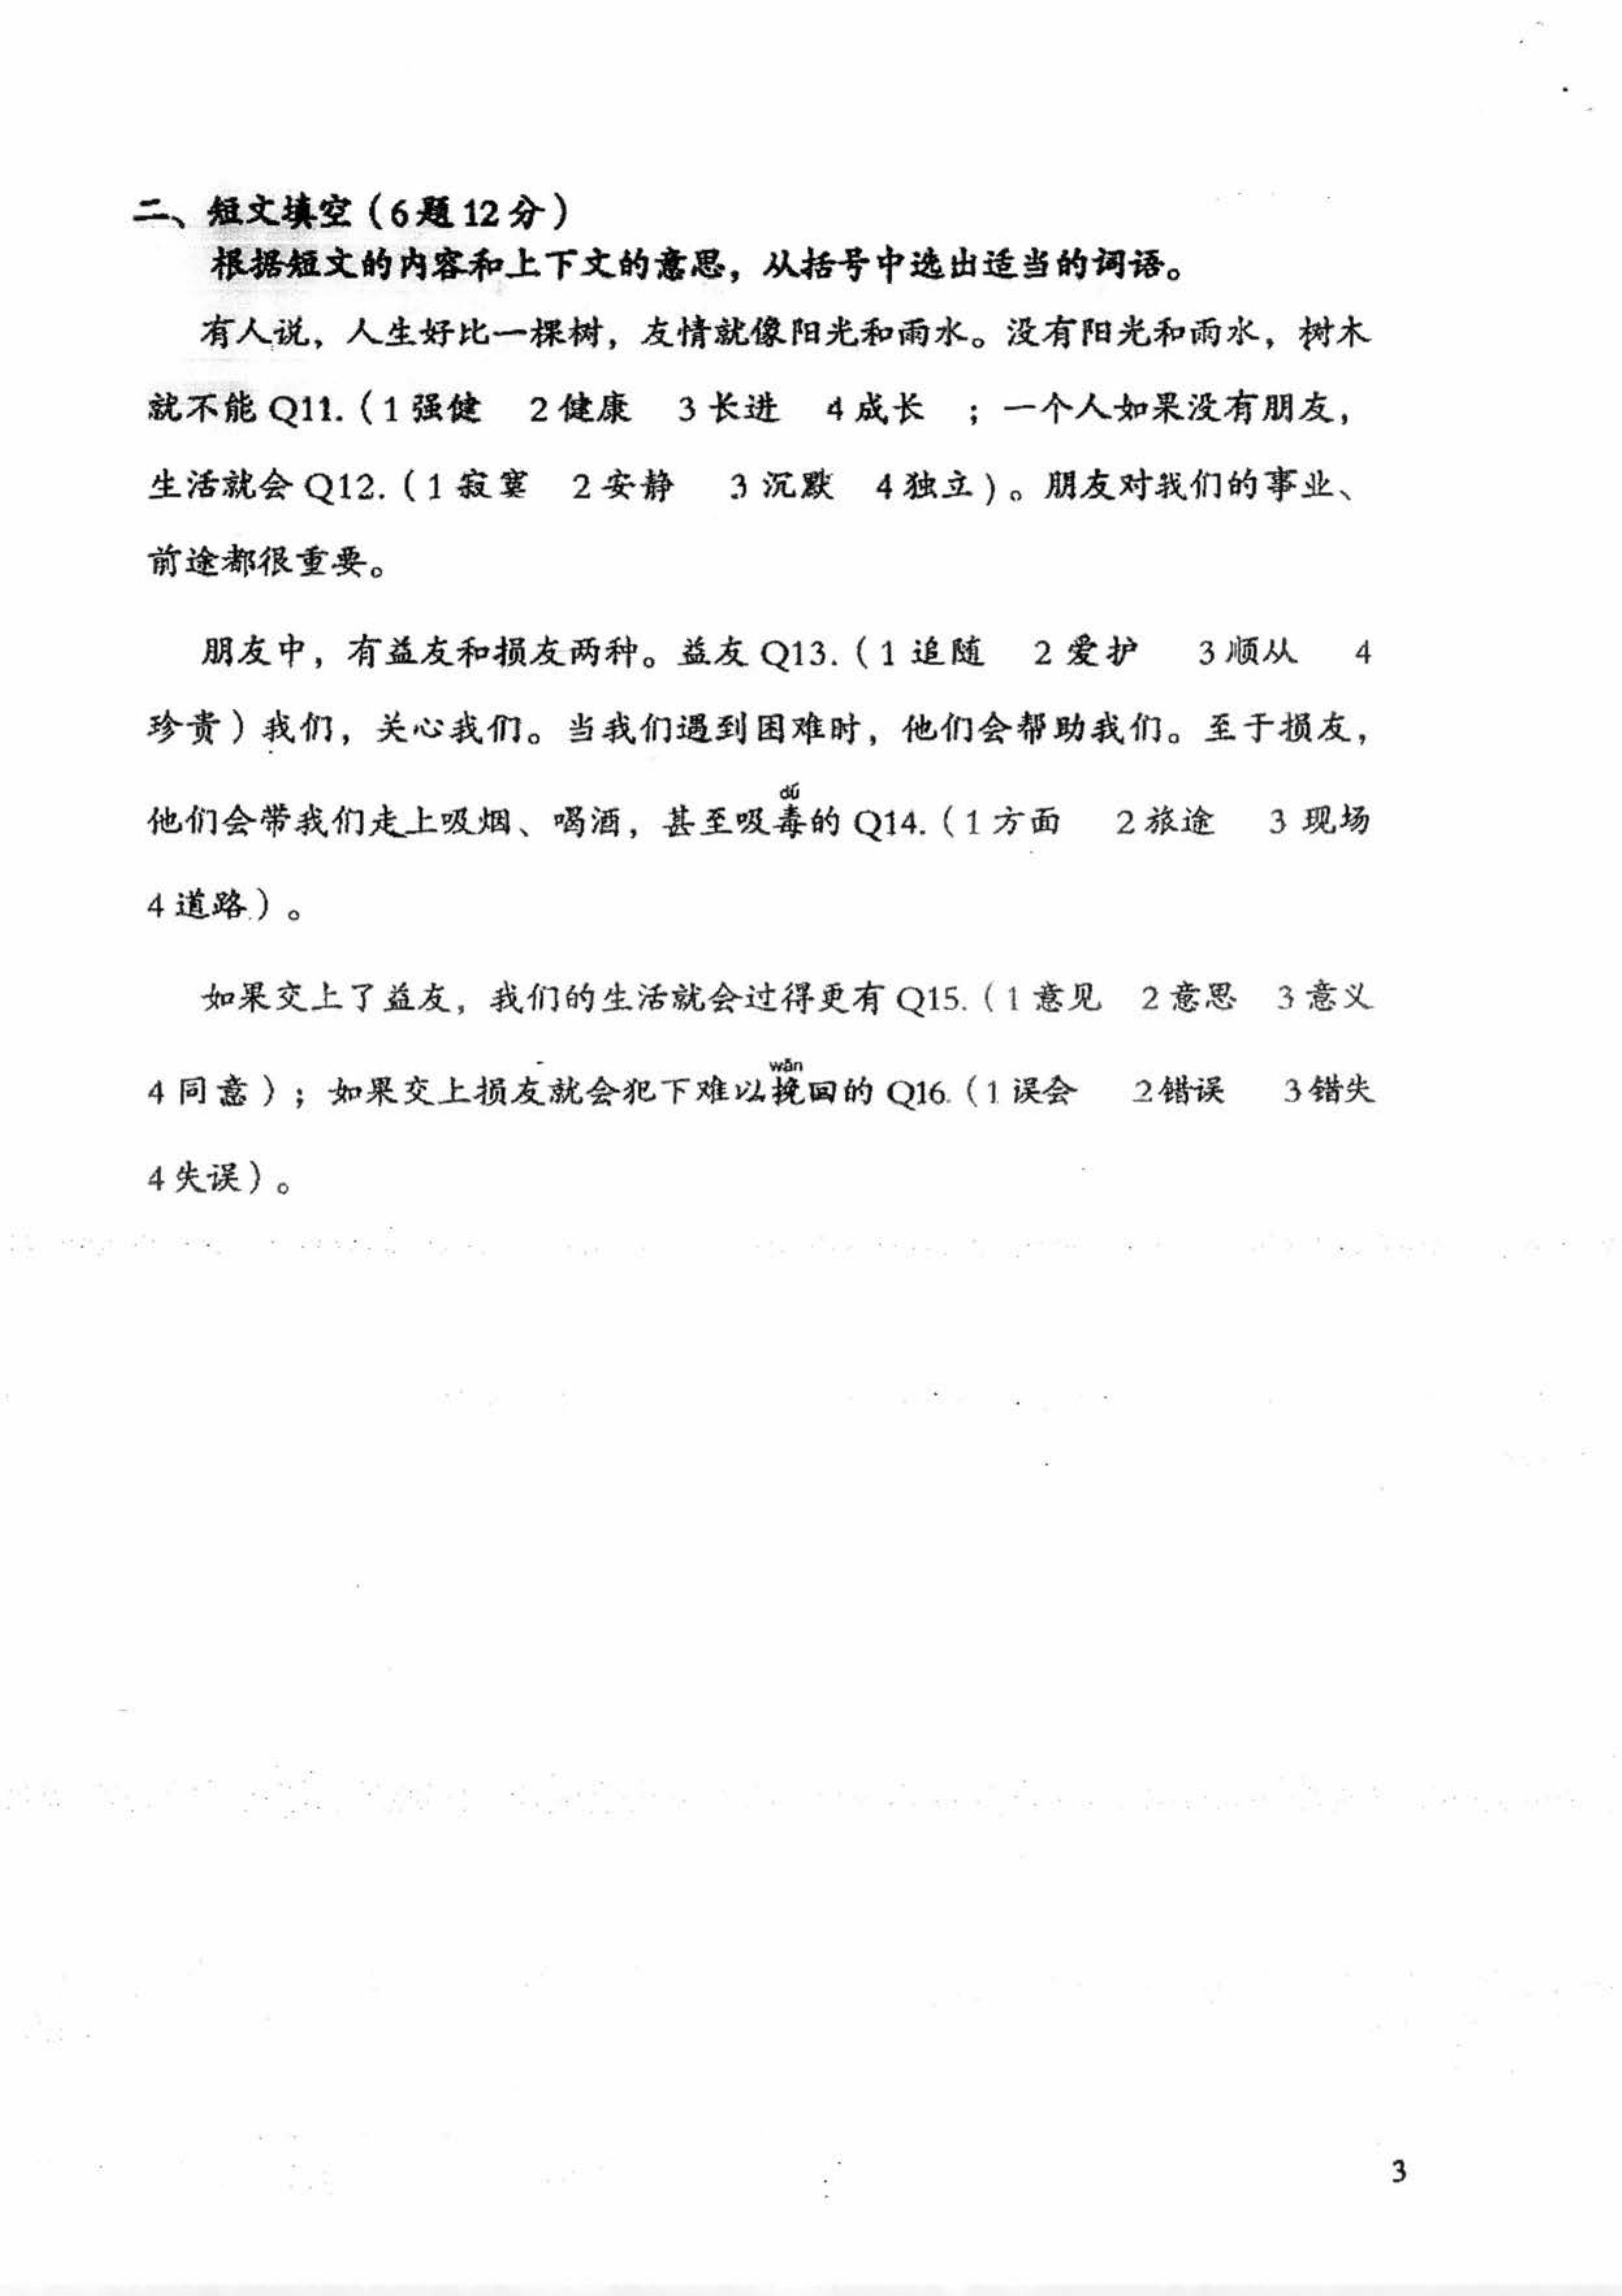 二、短文填空（6题12分）
根据短文的内容和上下文的意思，从括号中选出适当的词语。
有人说，人生好比一棵树，友情就像阳光和雨水。没有阳光和雨水，树木
就不能 Q11.（1 强健 2 健康 3 长进 4 成长 ；一个人如果没有朋友，
生活就会 Q12.（1 寂寞 2 安静 3 沉默 4 独立）。朋友对我们的事业、
前途都很重要。
朋友中，有益友和损友两种。益友 Q13.（1 追随 2 爱护 3 顺从 4
珍贵）我们，关心我们。当我们遇到困难时，他们会帮助我们。至于损友，
dú
他们会带我们走上吸烟、喝酒，甚至吸毒的 Q14.（1 方面 2 旅途 3 现场
4 道路）。
如果交上了益友，我们的生活就会过得更有 Q15.（1 意见 2 意思 3 意义
wǎn
4 同意）；如果交上损友就会犯下难以挽回的 Q16.（1 误会 2 错误 3 错失
4 失误）。
3